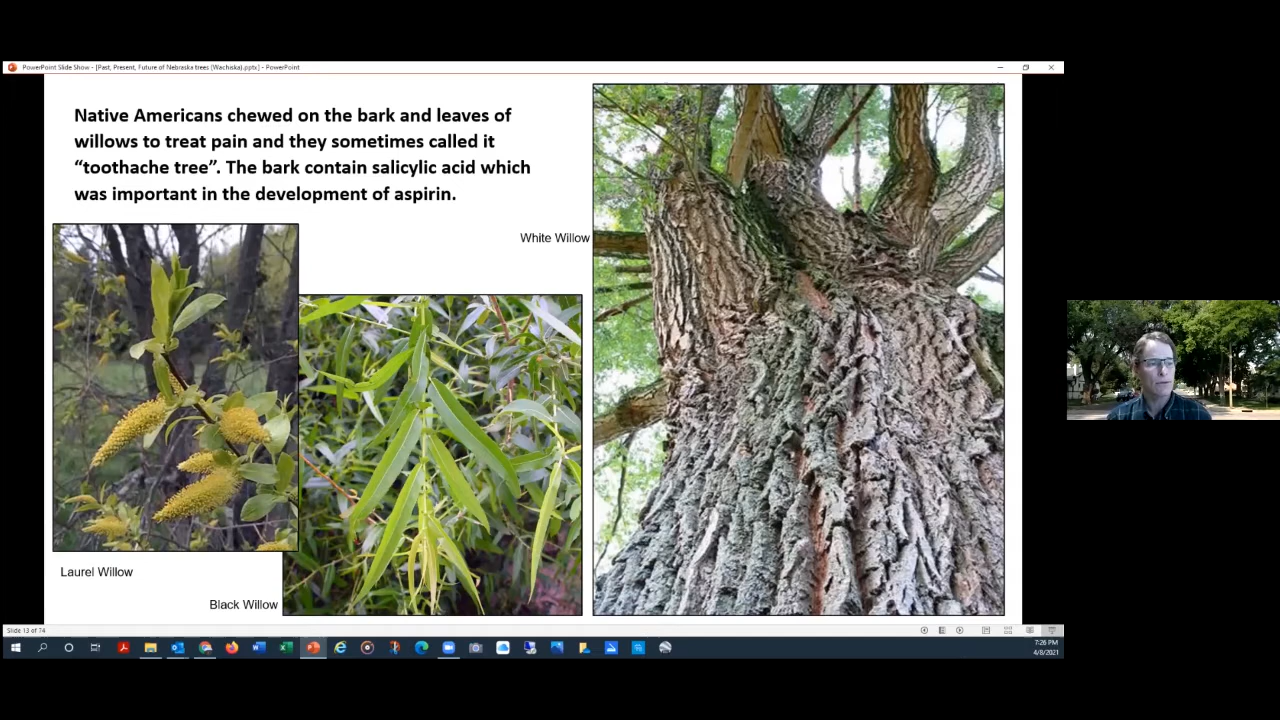 PowerPoint Slide Show - [Past, Present, Future of Nebraska trees (Wachiska).pptx] - PowerPoint
Native Americans chewed on the bark and leaves of
willows to treat pain and they sometimes called it
“toothache tree”. The bark contain salicylic acid which
was important in the development of aspirin.
White Willow
Laurel Willow
Black Willow
Slide 13 of 74
7:26 PM
4/8/2021